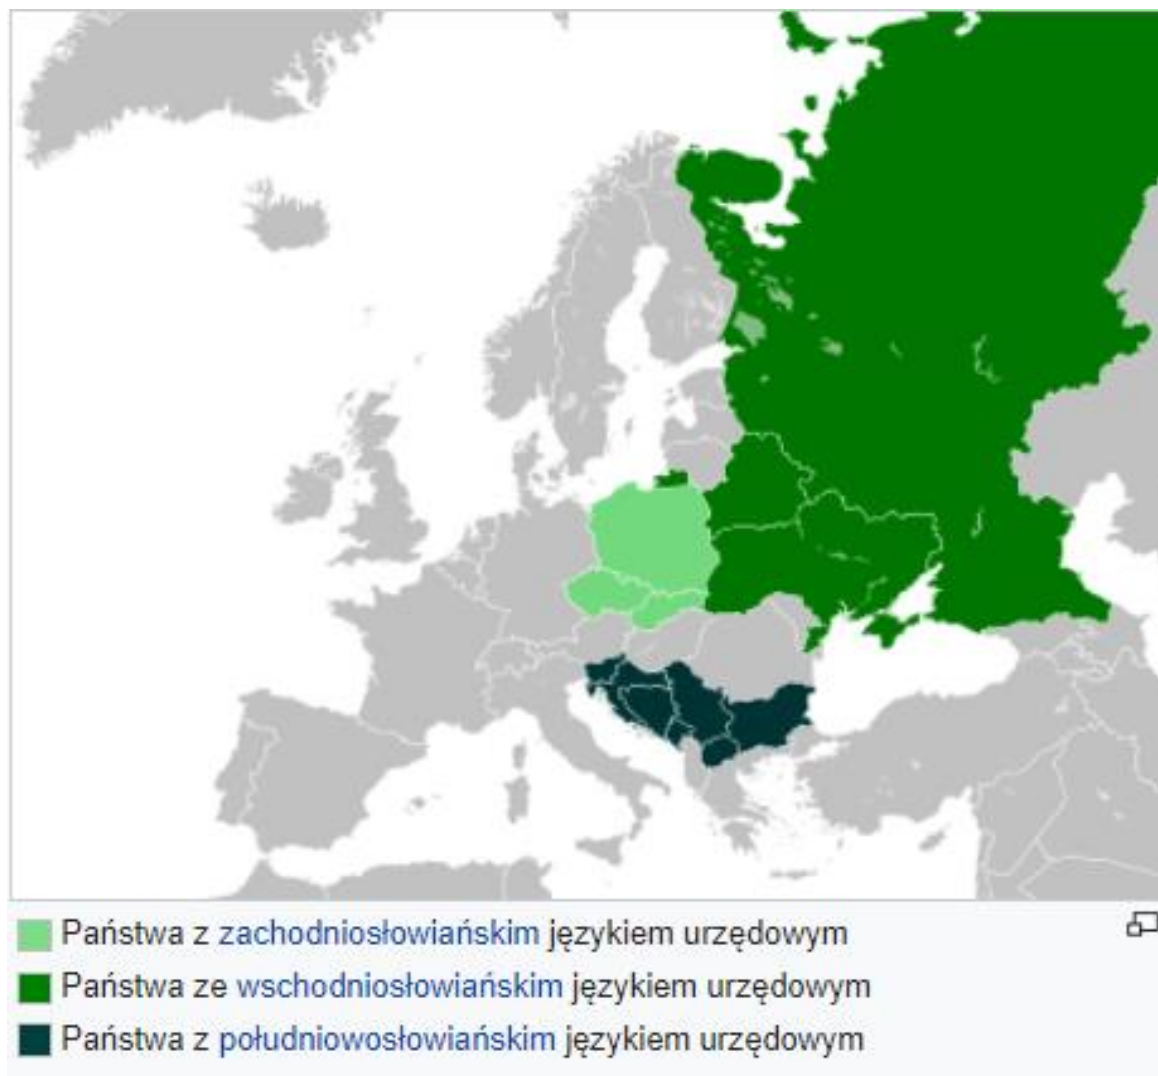 Państwa z zachodniosłowiańskim językiem urzędowym
Państwa ze wschodniosłowiańskim językiem urzędowym
Państwa z południowosłowiańskim językiem urzędowym